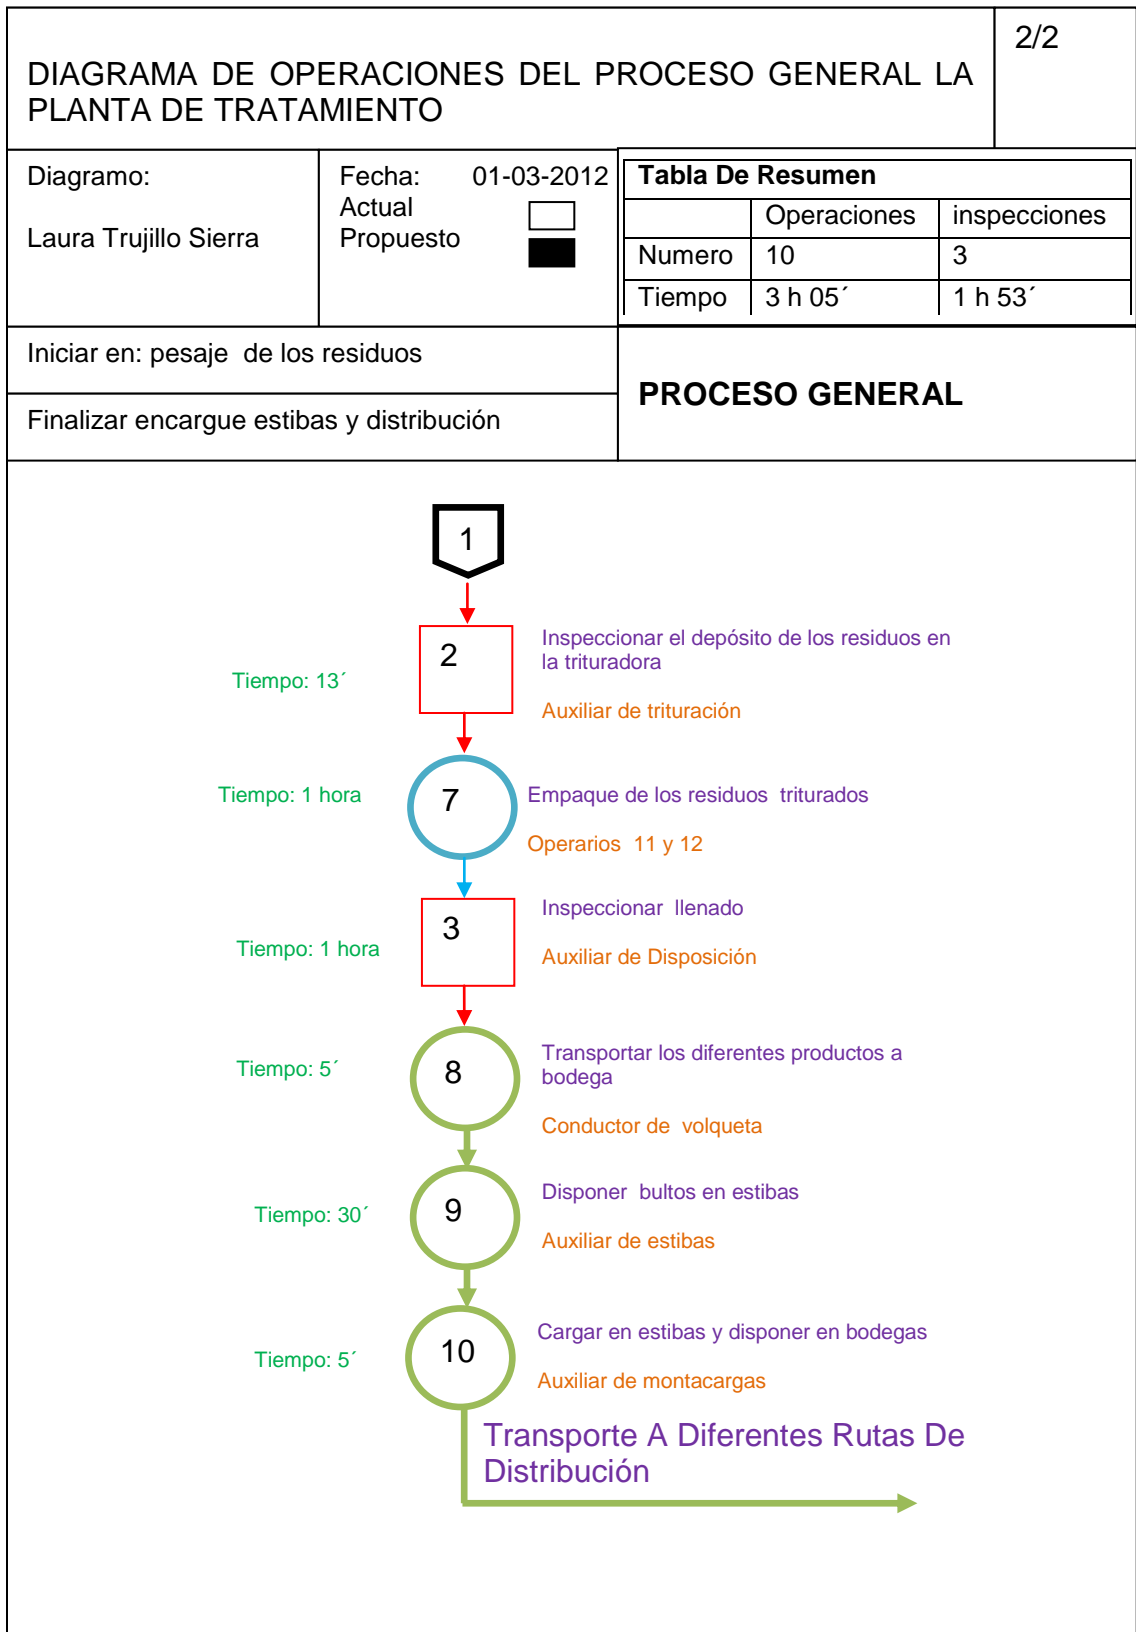 2/2
DIAGRAMA DE OPERACIONES DEL PROCESO GENERAL LA
PLANTA DE TRATAMIENTO
Diagramo:
Laura Trujillo Sierra
Fecha: 01-03-2012
Actual
Propuesto
Tabla De Resumen
Operaciones inspecciones
Numero 10 3
Tiempo 3 h 05´ 1 h 53´
Iniciar en: pesaje de los residuos
Finalizar encargue estibas y distribución
PROCESO GENERAL
1
Tiempo: 13´
2
Inspeccionar el depósito de los residuos en
la trituradora
Auxiliar de trituración
Tiempo: 1 hora
7
Empaque de los residuos triturados
Operarios 11 y 12
Tiempo: 1 hora
3
Inspeccionar llenado
Auxiliar de Disposición
Tiempo: 5´
8
Transportar los diferentes productos a
bodega
Conductor de volqueta
Tiempo: 30´
9
Disponer bultos en estibas
Auxiliar de estibas
Tiempo: 5´
10
Cargar en estibas y disponer en bodegas
Auxiliar de montacargas
Transporte A Diferentes Rutas De
Distribución